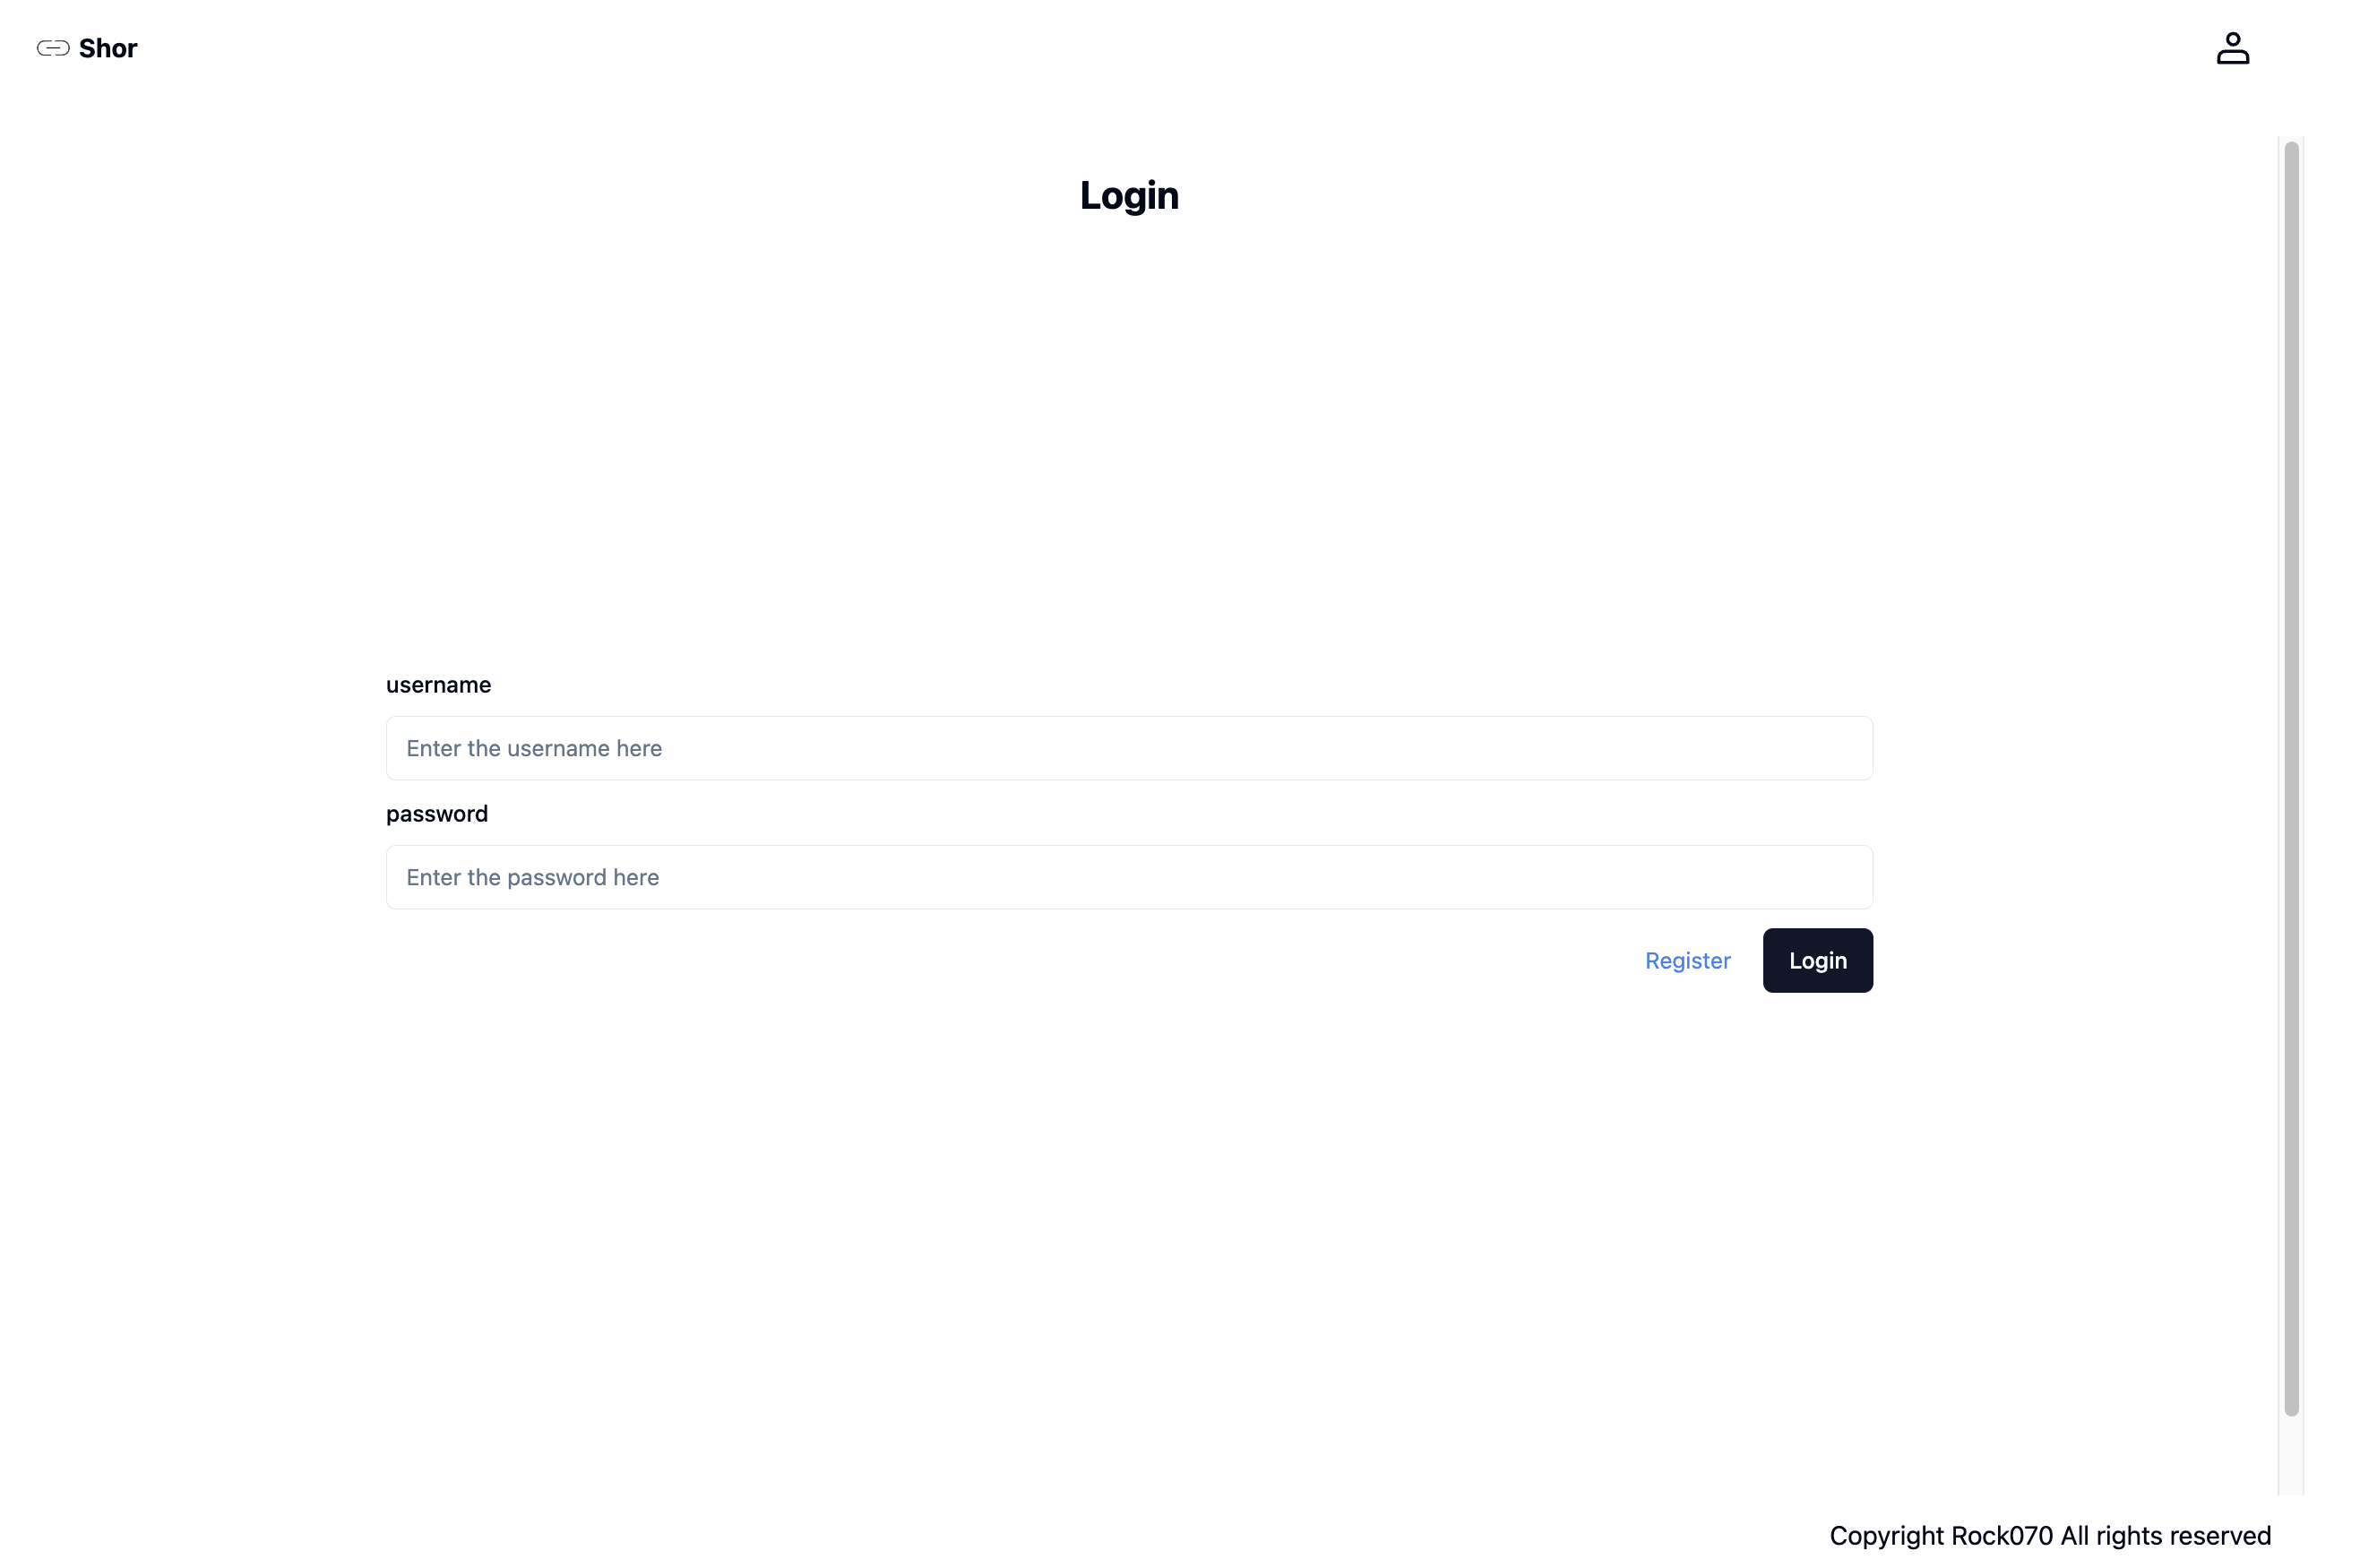 Shor
Login
username
Enter the username here
password
Enter the password here
Register
Login
Copyright Rock070 All rights reserved